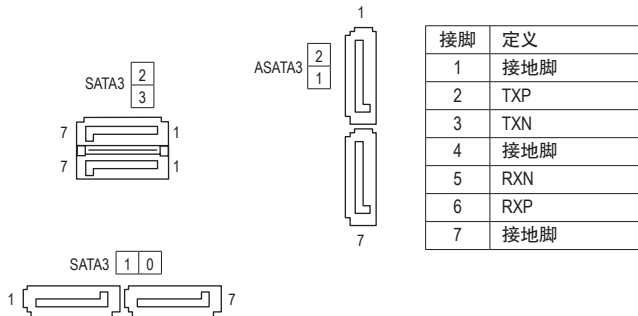 SATA3 2
3
7 1
7 1
SATA3 1 0
1 7
1
ASATA3 2
1
7
接脚 定义
1 接地脚
2 TXP
3 TXN
4 接地脚
5 RXN
6 RXP
7 接地脚